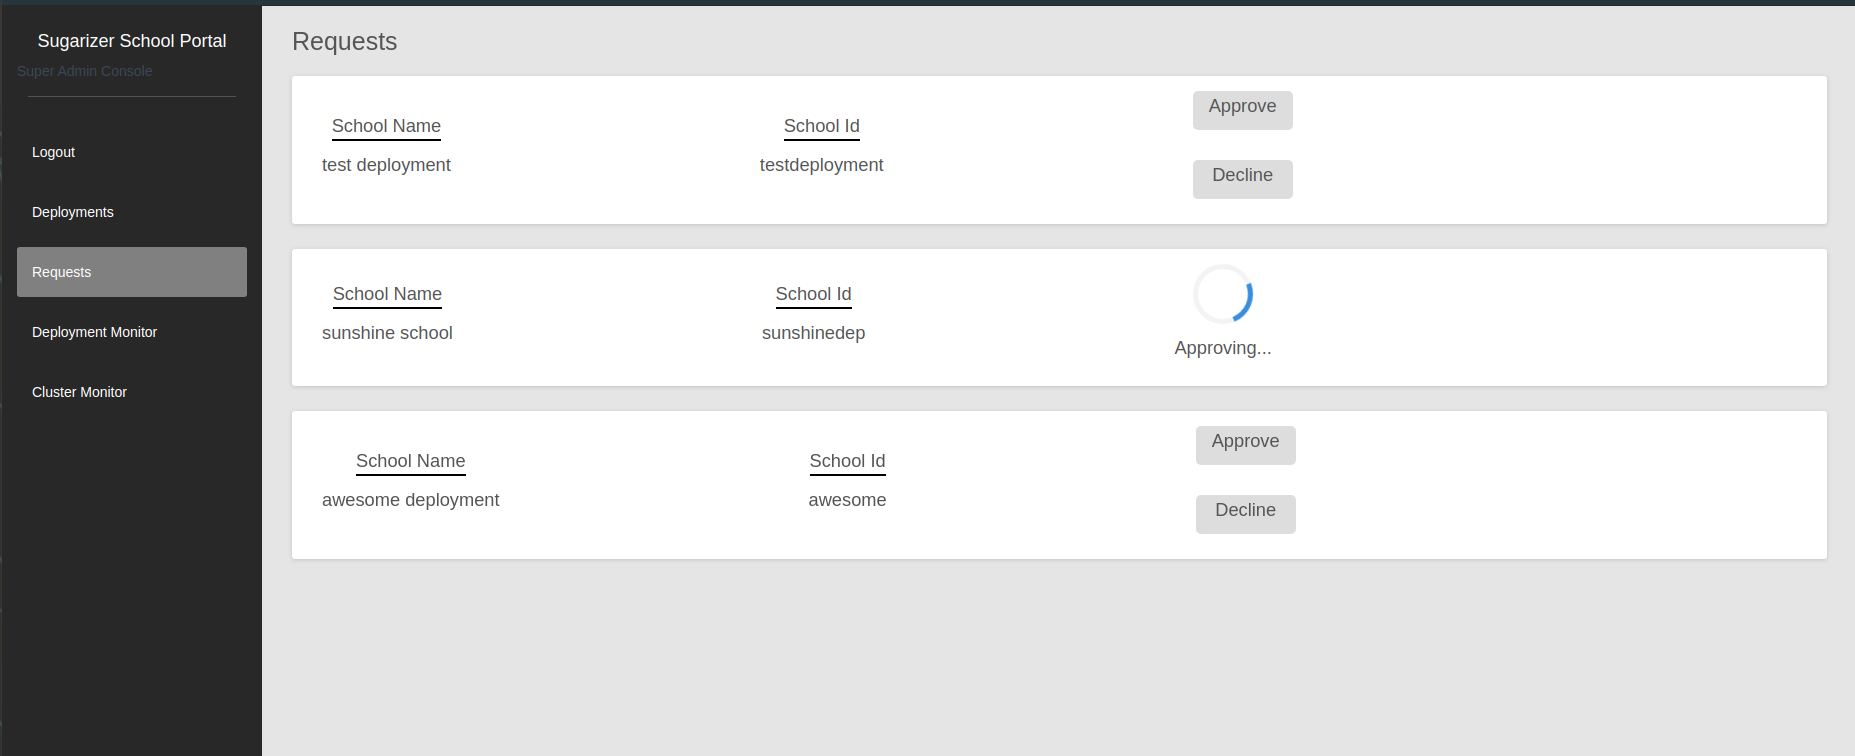 Sugarizer School Portal
Super Admin Console
Logout
Deployments
Requests
Deployment Monitor
Cluster Monitor
Requests
School Name
test deployment
School Id
testdeployment
Approve
Decline
School Name
sunshine school
School Id
sunshinedep
Approving...
School Name
awesome deployment
School Id
awesome
Approve
Decline